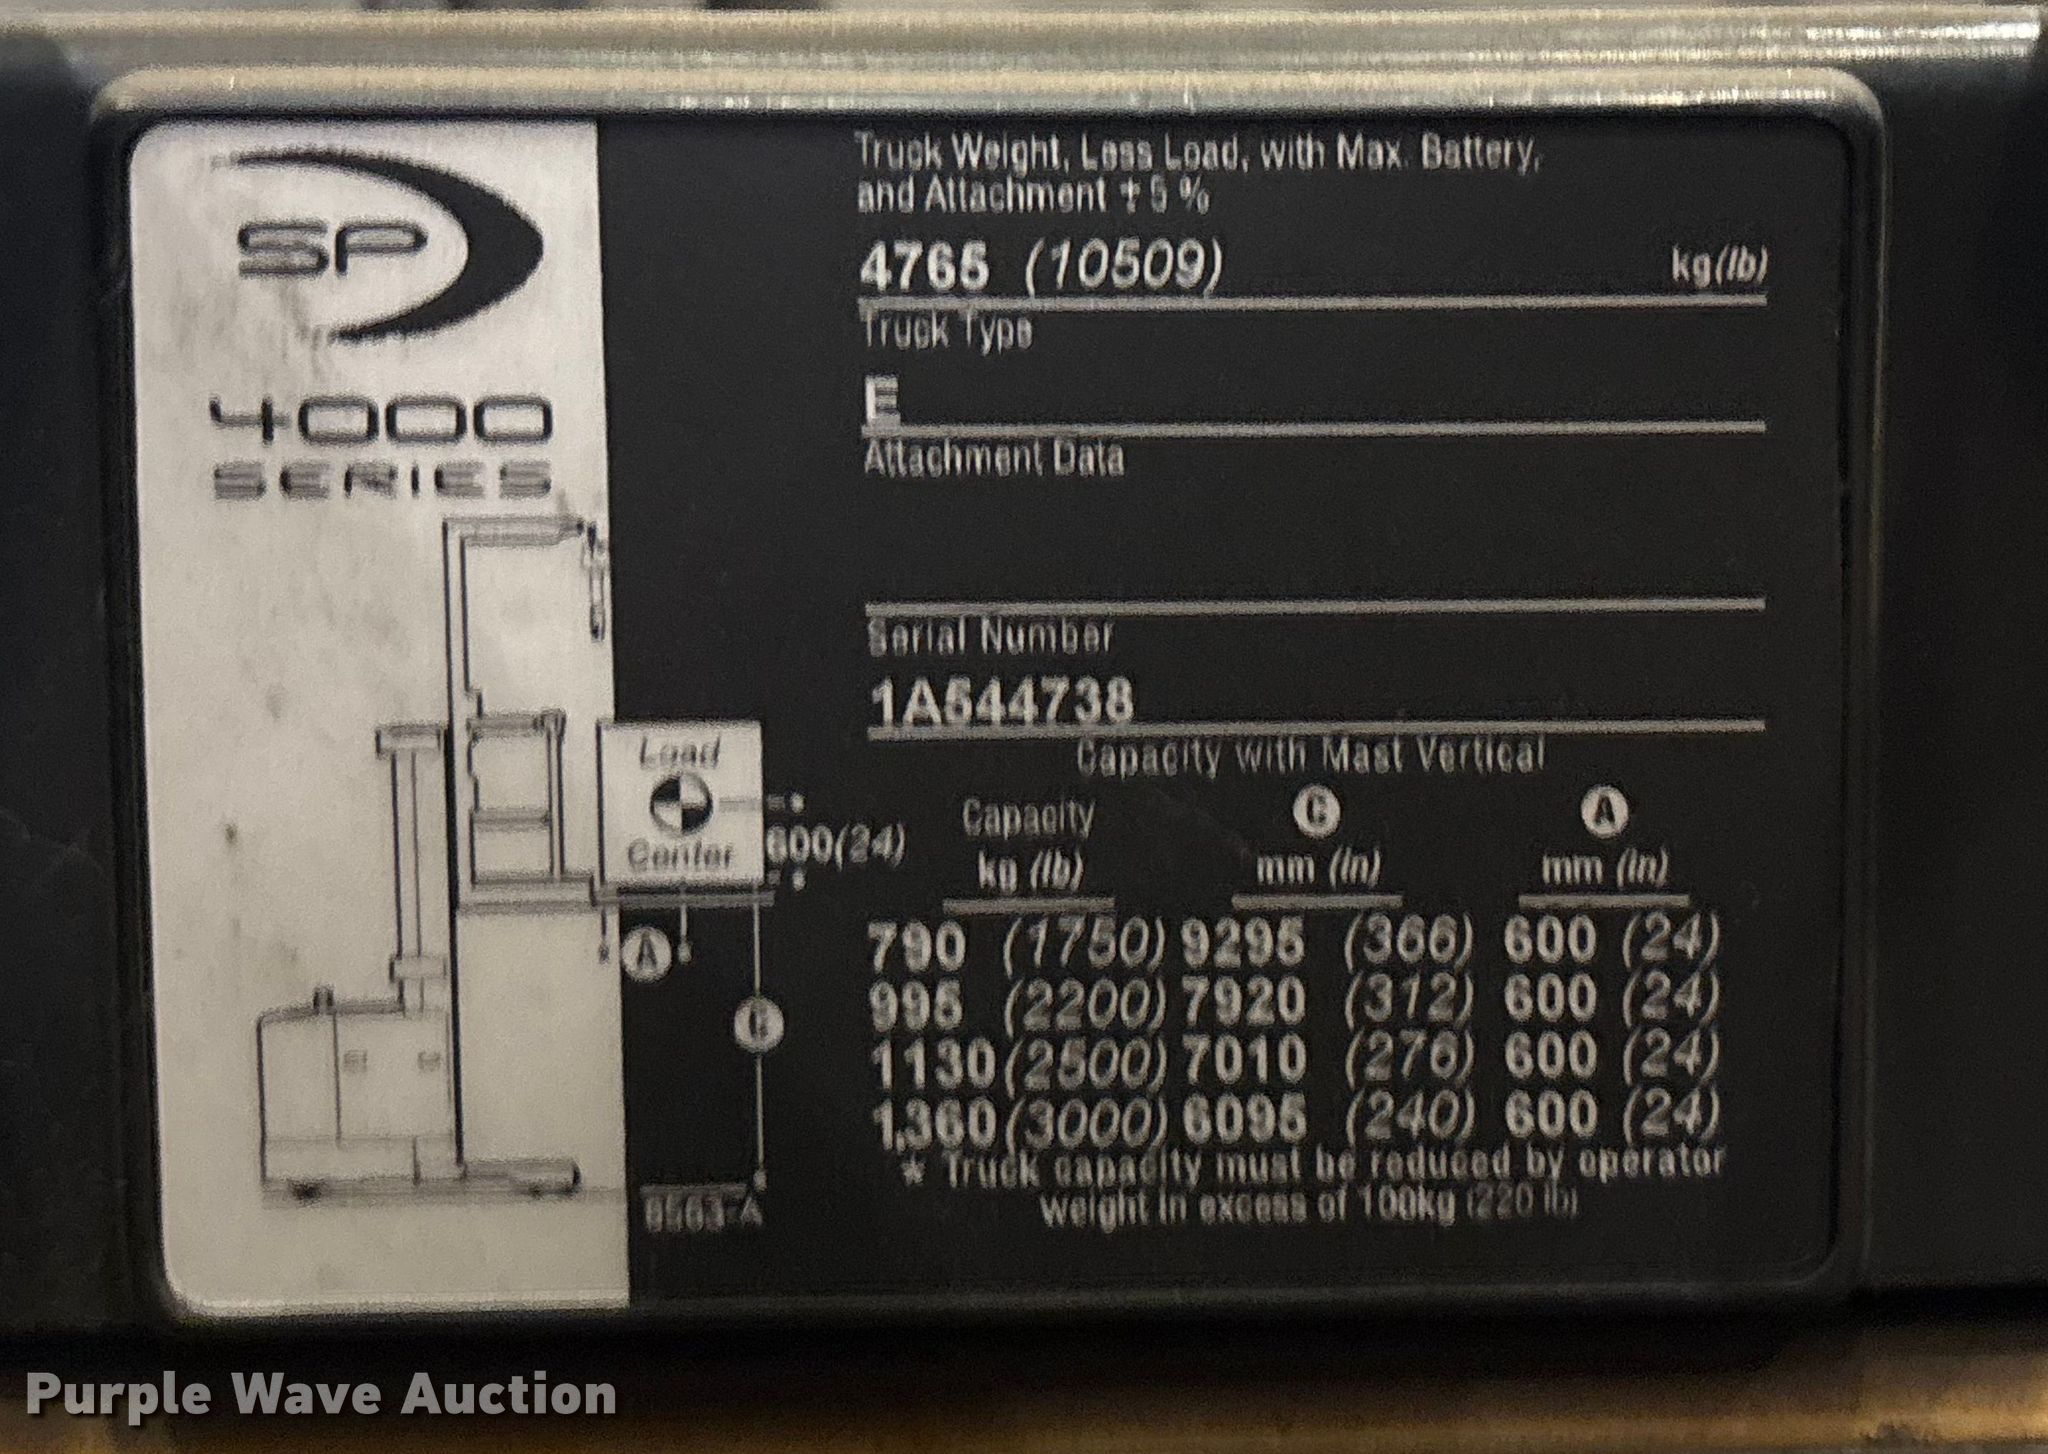 SP
4000
SERIES
Truck Weight, Less Load, with Max. Battery,
and Attachment ± 5 %
4765 (10509) kg(lb)
Truck Type
E
Attachment Data
Serial Number
1A544738
Capacity with Mast Vertical
Capacity C A
kg (lb) mm (in) mm (in)
790 (1750) 9295 (366) 600 (24)
995 (2200) 7920 (312) 600 (24)
1130 (2500) 7010 (276) 600 (24)
1,360 (3000) 6095 (240) 600 (24)
* Truck capacity must be reduced by operator
weight in excess of 100kg (220 lb)
Load
Center
600(24)
A
C
8563-A
Purple Wave Auction